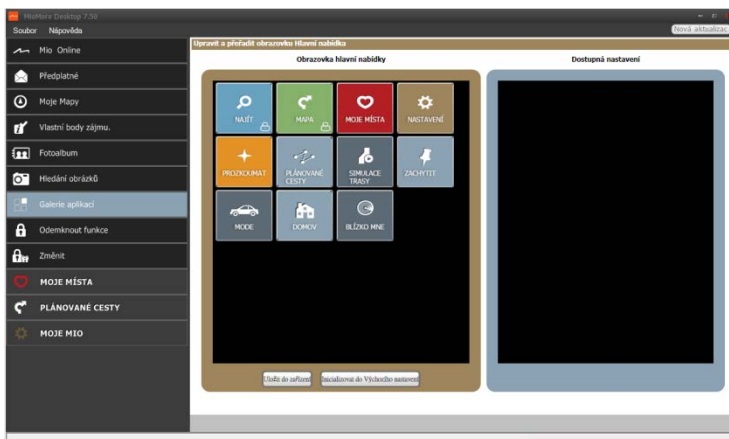 MioMore Desktop 7.56
Soubor Nápověda
Nová aktualizac
Mio Online
Předplatné
Moje Mapy
Vlastní body zájmu.
Fotoalbum
Hledání obrázků
Galerie aplikací
Odemknout funkce
Změnit
MOJE MÍSTA
PLÁNOVANÉ CESTY
MOJE MIO
Upravit a přeřadit obrazovku Hlavní nabídka
Obrazovka hlavní nabídky
NAJÍT MAPA MOJE MÍSTA NASTAVENÍ
PROZKOUMAT PLÁNOVANÉ CESTY SIMULACE TRASY ZACHYTIT
MODE DOMOV BLÍZKO MNE
Uložit do zařízení Inicializovat do Výchozího nastavení
Dostupná nastavení